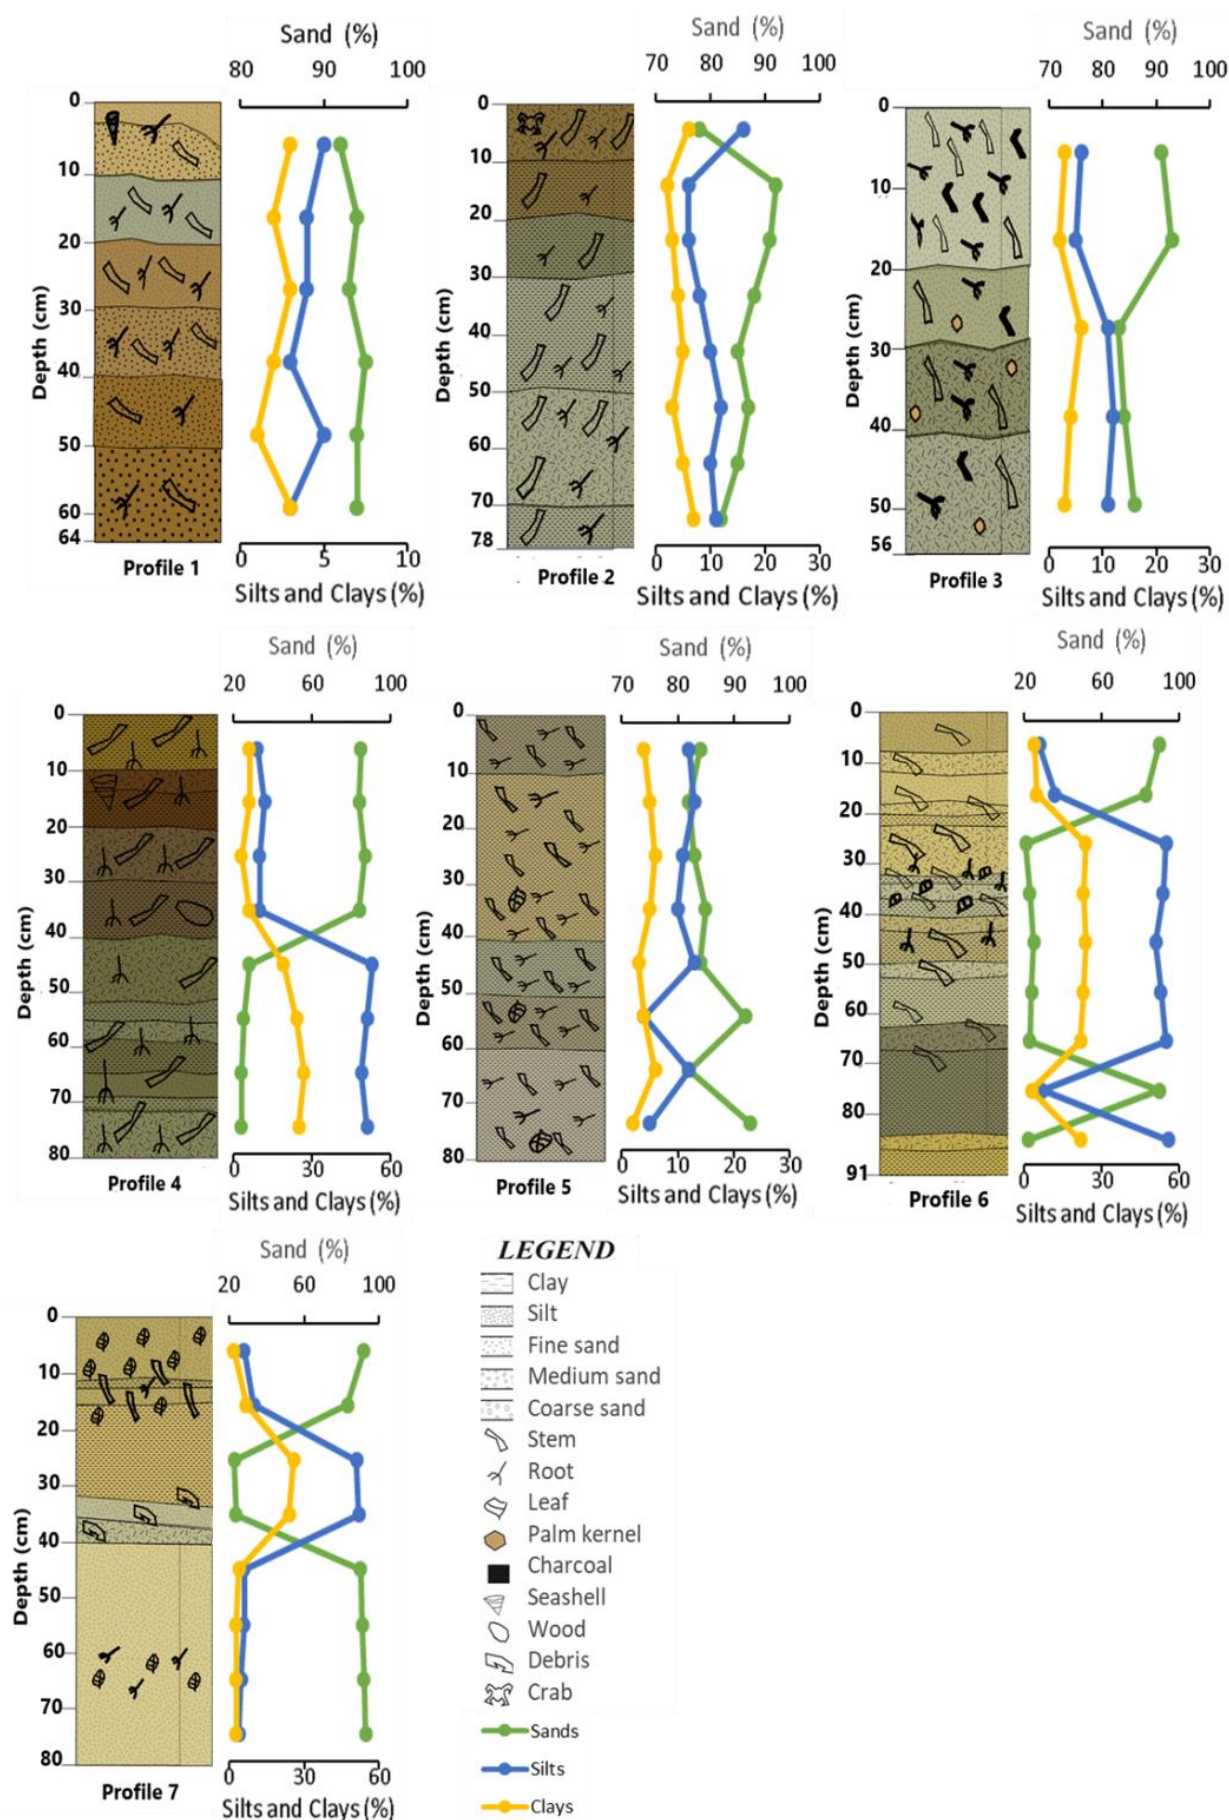 Sand (%)
80 90 100
0
10
20
30
40
50
60
64
Depth (cm)
Profile 1
0 5 10
Silts and Clays (%)
Sand (%)
70 80 90 100
0
10
20
30
40
50
60
70
78
Depth (cm)
Profile 2
0 10 20 30
Silts and Clays (%)
Sand (%)
70 80 90 100
0
10
20
30
40
50
56
Depth (cm)
Profile 3
0 10 20 30
Silts and Clays (%)
Sand (%)
20 60 100
0
10
20
30
40
50
60
70
80
Depth (cm)
Profile 4
0 30 60
Silts and Clays (%)
Sand (%)
70 80 90 100
0
10
20
30
40
50
60
70
80
Depth (cm)
Profile 5
0 10 20 30
Silts and Clays (%)
Sand (%)
20 60 100
0
10
20
30
40
50
60
70
80
91
Depth (cm)
Profile 6
0 30 60
Silts and Clays (%)
Sand (%)
20 60 100
0
10
20
30
40
50
60
70
80
Depth (cm)
Profile 7
0 30 60
Silts and Clays (%)
LEGEND
Clay
Silt
Fine sand
Medium sand
Coarse sand
Stem
Root
Leaf
Palm kernel
Charcoal
Seashell
Wood
Debris
Crab
Sands
Silts
Clays